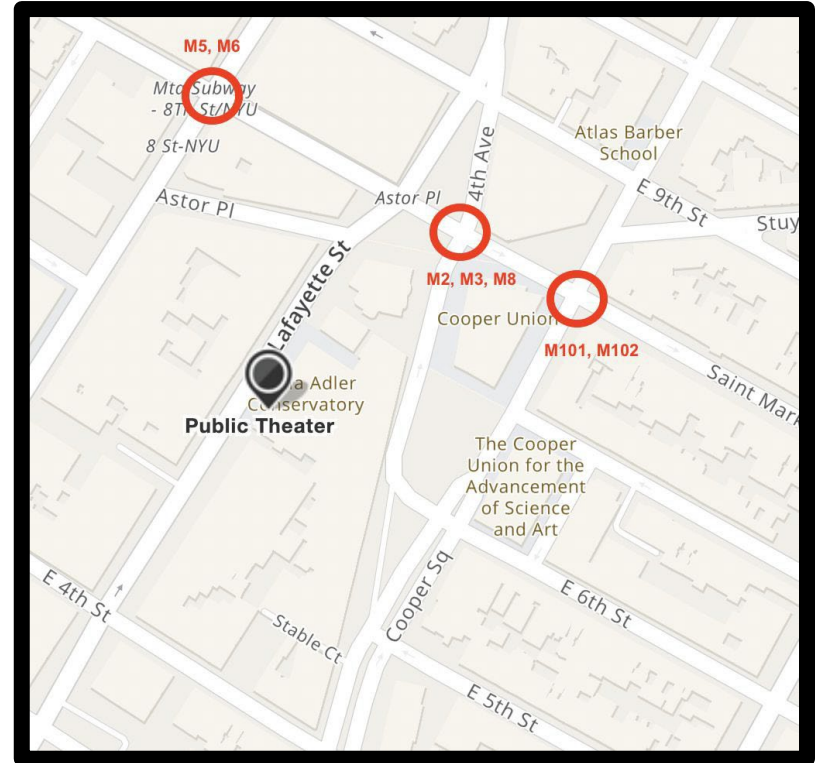 M5, M6
Mta Subway
- 8Th St/NYU
8 St-NYU
Astor Pl
Astor Pl
4th Ave
Atlas Barber
School
E 9th St
Stuy
Lafayette St
M2, M3, M8
Cooper Union
M101, M102
Saint Mar
Adler
Conservatory
Public Theater
The Cooper
Union for the
Advancement
of Science
and Art
E 4th St
Stable Ct
Cooper Sq
E 6th St
E 5th St